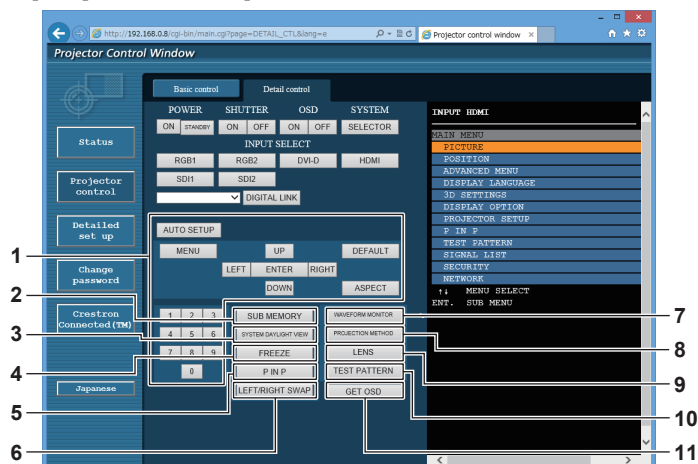 http://192.168.0.8/cgi-bin/main.cgi?page=DETAIL_CTL&lang=e
Projector control window ×
Projector Control Window
Basic control Detail control
POWER SHUTTER OSD SYSTEM
ON STANDBY ON OFF ON OFF SELECTOR
INPUT SELECT
RGB1 RGB2 DVI-D HDMI
SDI1 SDI2
DIGITAL LINK
AUTO SETUP
MENU UP DEFAULT
LEFT ENTER RIGHT
DOWN ASPECT
1 2 3 SUB MEMORY WAVEFORM MONITOR
4 5 6 SYSTEM DAYLIGHT VIEW PROJECTION METHOD
7 8 9 FREEZE LENS
0 P IN P TEST PATTERN
LEFT/RIGHT SWAP GET OSD
Status
Projector
control
Detailed
set up
Change
password
Crestron
Connected(TM)
Japanese
INPUT HDMI
MAIN MENU
PICTURE
POSITION
ADVANCED MENU
DISPLAY LANGUAGE
3D SETTINGS
DISPLAY OPTION
PROJECTOR SETUP
P IN P
TEST PATTERN
SIGNAL LIST
SECURITY
NETWORK
↑↓ MENU SELECT
ENT. SUB MENU
1
2
3
4
5
6
7
8
9
10
11